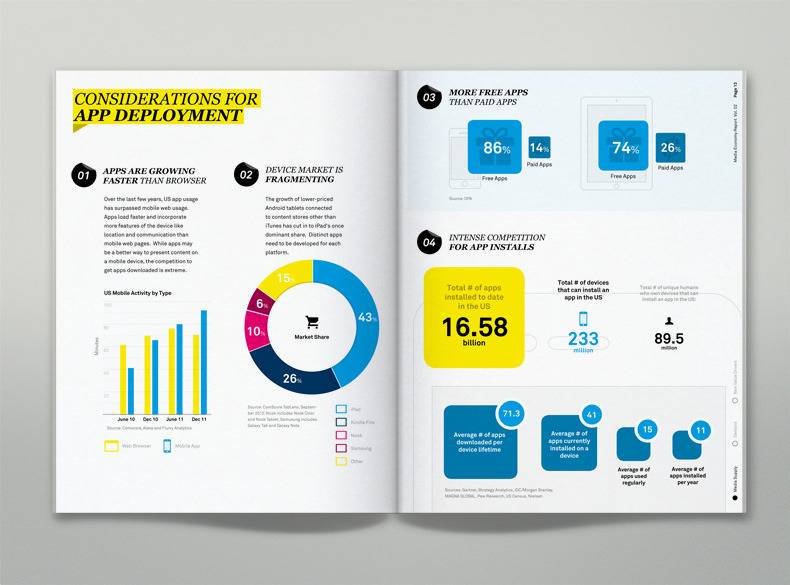 CONSIDERATIONS FOR
APP DEPLOYMENT
01
APPS ARE GROWING
FASTER THAN BROWSER
Over the last few years, US app usage
has surpassed mobile web usage.
Apps load faster and incorporate
more features of the device like
location and communication than
mobile web pages. While apps may
be a better way to present content on
a mobile device, the competition to
get apps downloaded is extreme.
US Mobile Activity by Type
100
80
60
40
20
Minutes
June 10
Dec 10
June 11
Dec 11
Source: Comscore, Alexa and Flurry Analytics
Web Browser
Mobile App
02
DEVICE MARKET IS
FRAGMENTING
The growth of lower-priced
Android tablets connected
to content stores other than
iTunes has cut in to iPad's once
dominant share. Distinct apps
need to be developed for each
platform.
15%
6%
10%
26%
43%
Market Share
Source: ComScore TabLens, Septem-
ber 2012; Nook includes Nook Color
and Nook Tablet, Samsung includes
Galaxy Tab and Galaxy Note
iPad
Kindle Fire
Nook
Samsung
Other
03
MORE FREE APPS
THAN PAID APPS
86%
Free Apps
14%
Paid Apps
74%
Free Apps
26%
Paid Apps
Source: OPA
04
INTENSE COMPETITION
FOR APP INSTALLS
Total # of apps
installed to date
in the US
16.58
billion
Total # of devices
that can install an
app in the US
233
million
Total # of unique humans
who own devices that can
install an app in the US:
89.5
million
71.3
Average # of apps
downloaded per
device lifetime
41
Average # of
apps currently
installed on a
device
15
Average # of
apps used
regularly
11
Average # of
apps installed
per year
Sources: Gartner, Strategy Analytics, IDC/Morgan Stanley,
MAGNA GLOBAL, Pew Research, US Census, Nielsen
Media Economy Report Vol. 02 Page 13
Demand
Media Supply